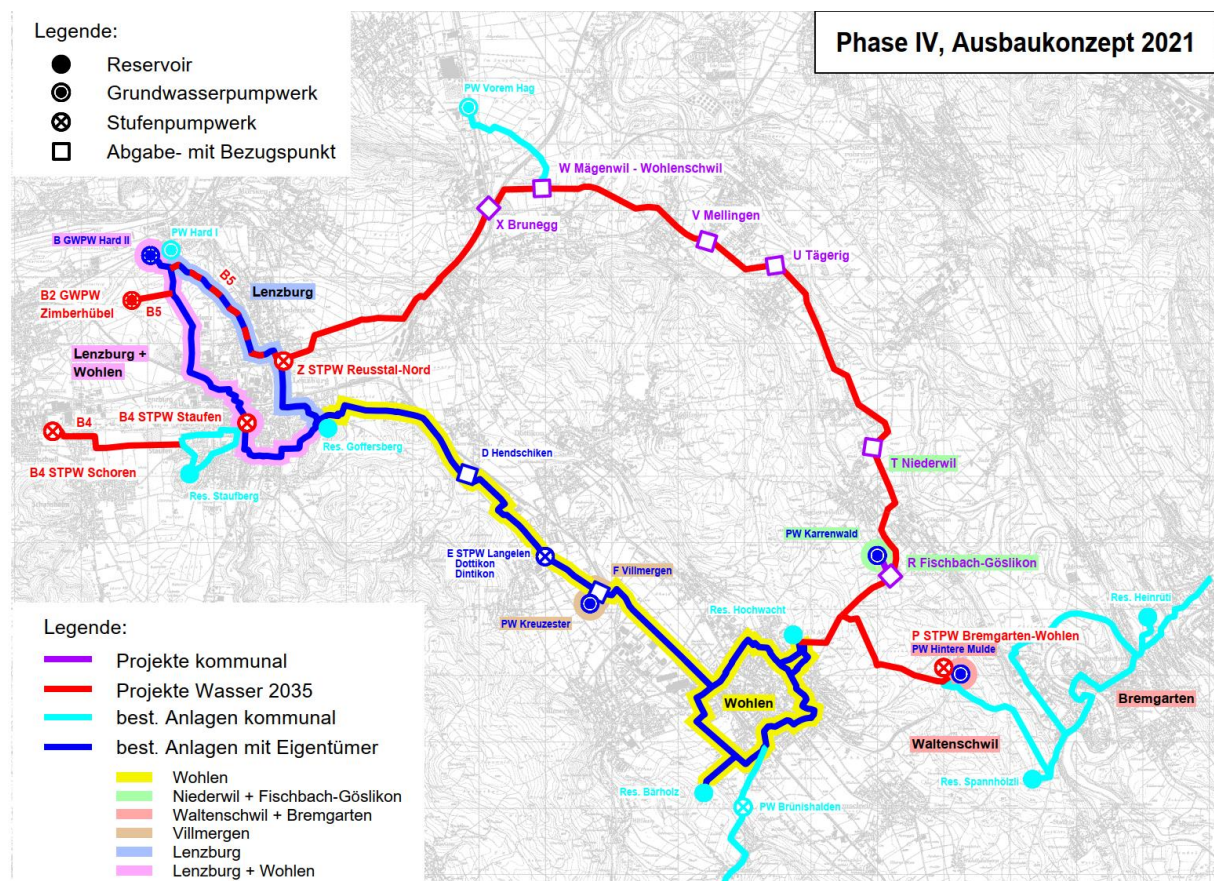 Legende:
Reservoir
Grundwasserpumpwerk
Stufenpumpwerk
Abgabe- mit Bezugspunkt
Phase IV, Ausbaukonzept 2021
PW Vorem Hag
W Mägenwil - Wohlenschwil
X Brunegg
V Mellingen
U Tägerig
PW Hard I
B GWPW Hard II
B5
Lenzburg
B2 GWPW
Zimberhübel
B5
Lenzburg +
Wohlen
Z STPW Reusstal-Nord
B4 STPW Staufen
B4
B4 STPW Schoren
Res. Staufberg
Res. Goffersberg
D Hendschiken
T Niederwil
PW Karrenwald
R Fischbach-Göslikon
E STPW Langelen
Dottikon
Dintikon
F Villmergen
PW Kreuzester
Res. Hochwacht
Res. Heinrüti
P STPW Bremgarten-Wohlen
PW Hintere Mulde
Wohlen
Bremgarten
Waltenschwil
Res. Spannhölzli
Res. Bärholz
PW Brünishalden
Legende:
Projekte kommunal
Projekte Wasser 2035
best. Anlagen kommunal
best. Anlagen mit Eigentümer
Wohlen
Niederwil + Fischbach-Göslikon
Waltenschwil + Bremgarten
Villmergen
Lenzburg
Lenzburg + Wohlen